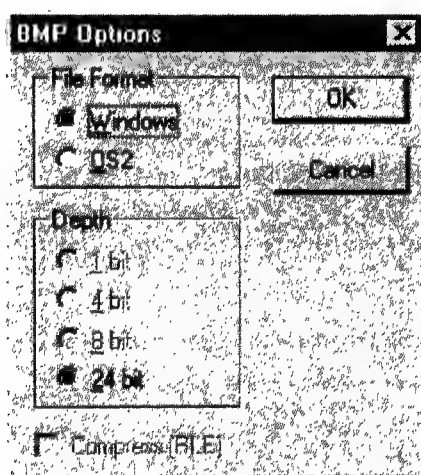 BMP Options
File Format
Windows
OS2
OK
Cancel
Depth
1 bit
4 bit
8 bit
24 bit
Compress (RLE)